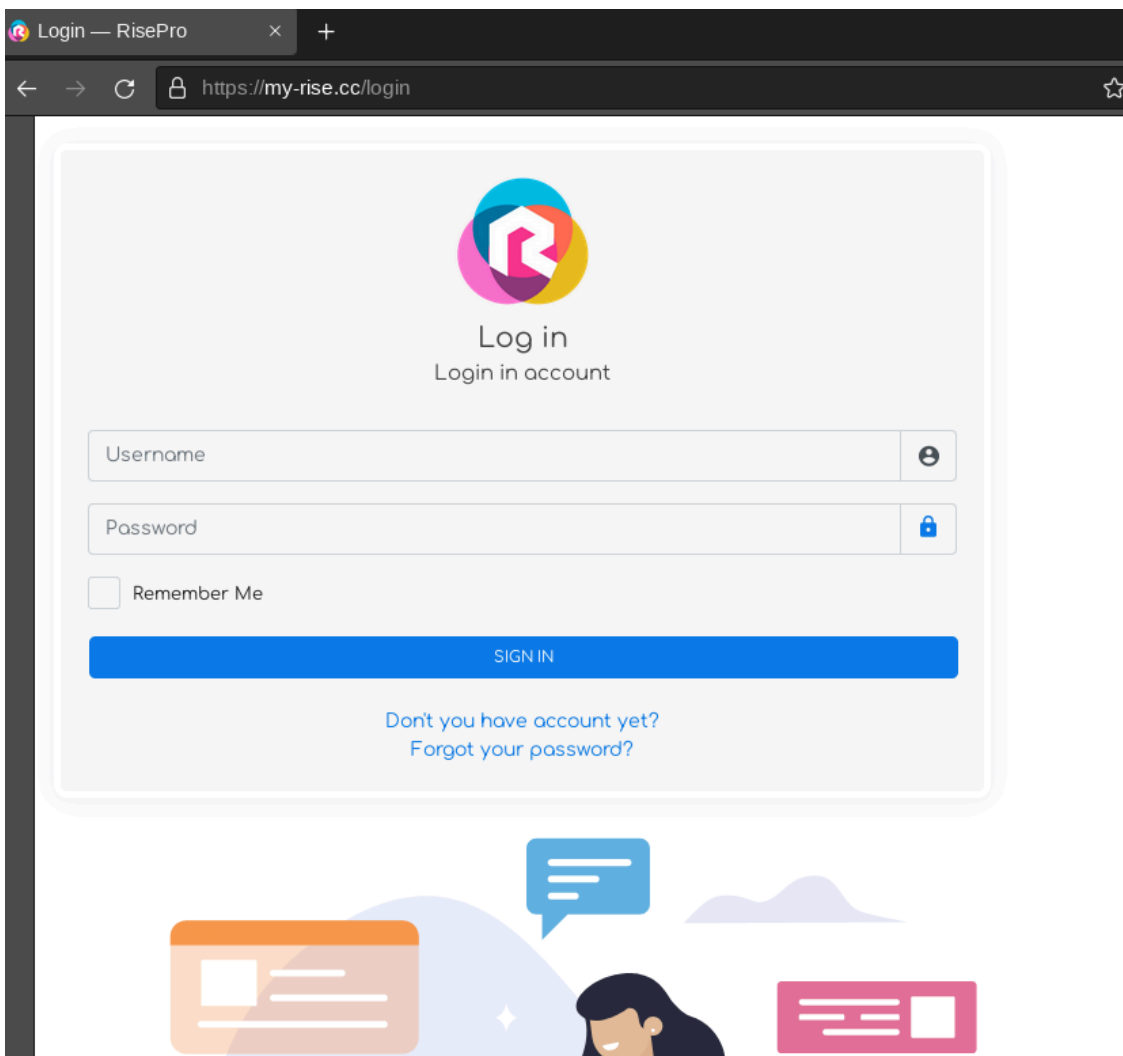 Login — RisePro
https://my-rise.cc/login
Log in
Login in account
Username
Password
Remember Me
SIGN IN
Don't you have account yet?
Forgot your password?